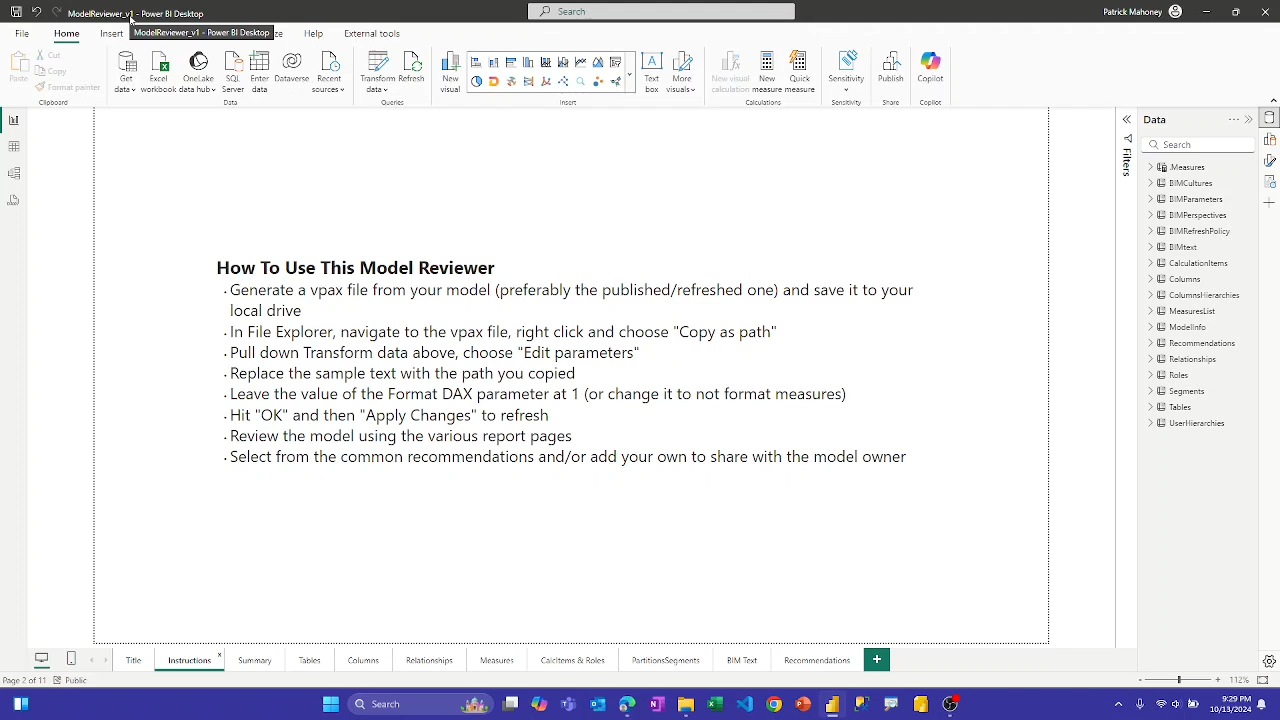 ModelReviewer_v1 - Power BI Desktop
Search
Patrick Mahoney
File
Home
Insert
ModelReviewer_v1 - Power BI Desktop
ze
Help
External tools
Paste
Cut
Copy
Format painter
Get data
Excel workbook
OneLake data hub
SQL Server
Enter data
Dataverse
Recent sources
Transform data
Refresh
New visual
Text box
More visuals
New visual calculation
New measure
Quick measure
Sensitivity
Publish
Copilot
Clipboard
Data
Queries
Insert
Calculations
Sensitivity
Share
Copilot
Filters
Data
Search
.Measures
BIMCultures
BIMParameters
BIMPerspectives
BIMRefreshPolicy
BIMtext
CalculationItems
Columns
ColumnsHierarchies
MeasuresList
ModelInfo
Recommendations
Relationships
Roles
Segments
Tables
UserHierarchies
How To Use This Model Reviewer
· Generate a vpax file from your model (preferably the published/refreshed one) and save it to your
local drive
· In File Explorer, navigate to the vpax file, right click and choose "Copy as path"
· Pull down Transform data above, choose "Edit parameters"
· Replace the sample text with the path you copied
· Leave the value of the Format DAX parameter at 1 (or change it to not format measures)
· Hit "OK" and then "Apply Changes" to refresh
· Review the model using the various report pages
· Select from the common recommendations and/or add your own to share with the model owner
Title
Instructions
Summary
Tables
Columns
Relationships
Measures
CalcItems & Roles
PartitionsSegments
BIM Text
Recommendations
Page 2 of 11
Public
112%
Search
9:29 PM
10/13/2024